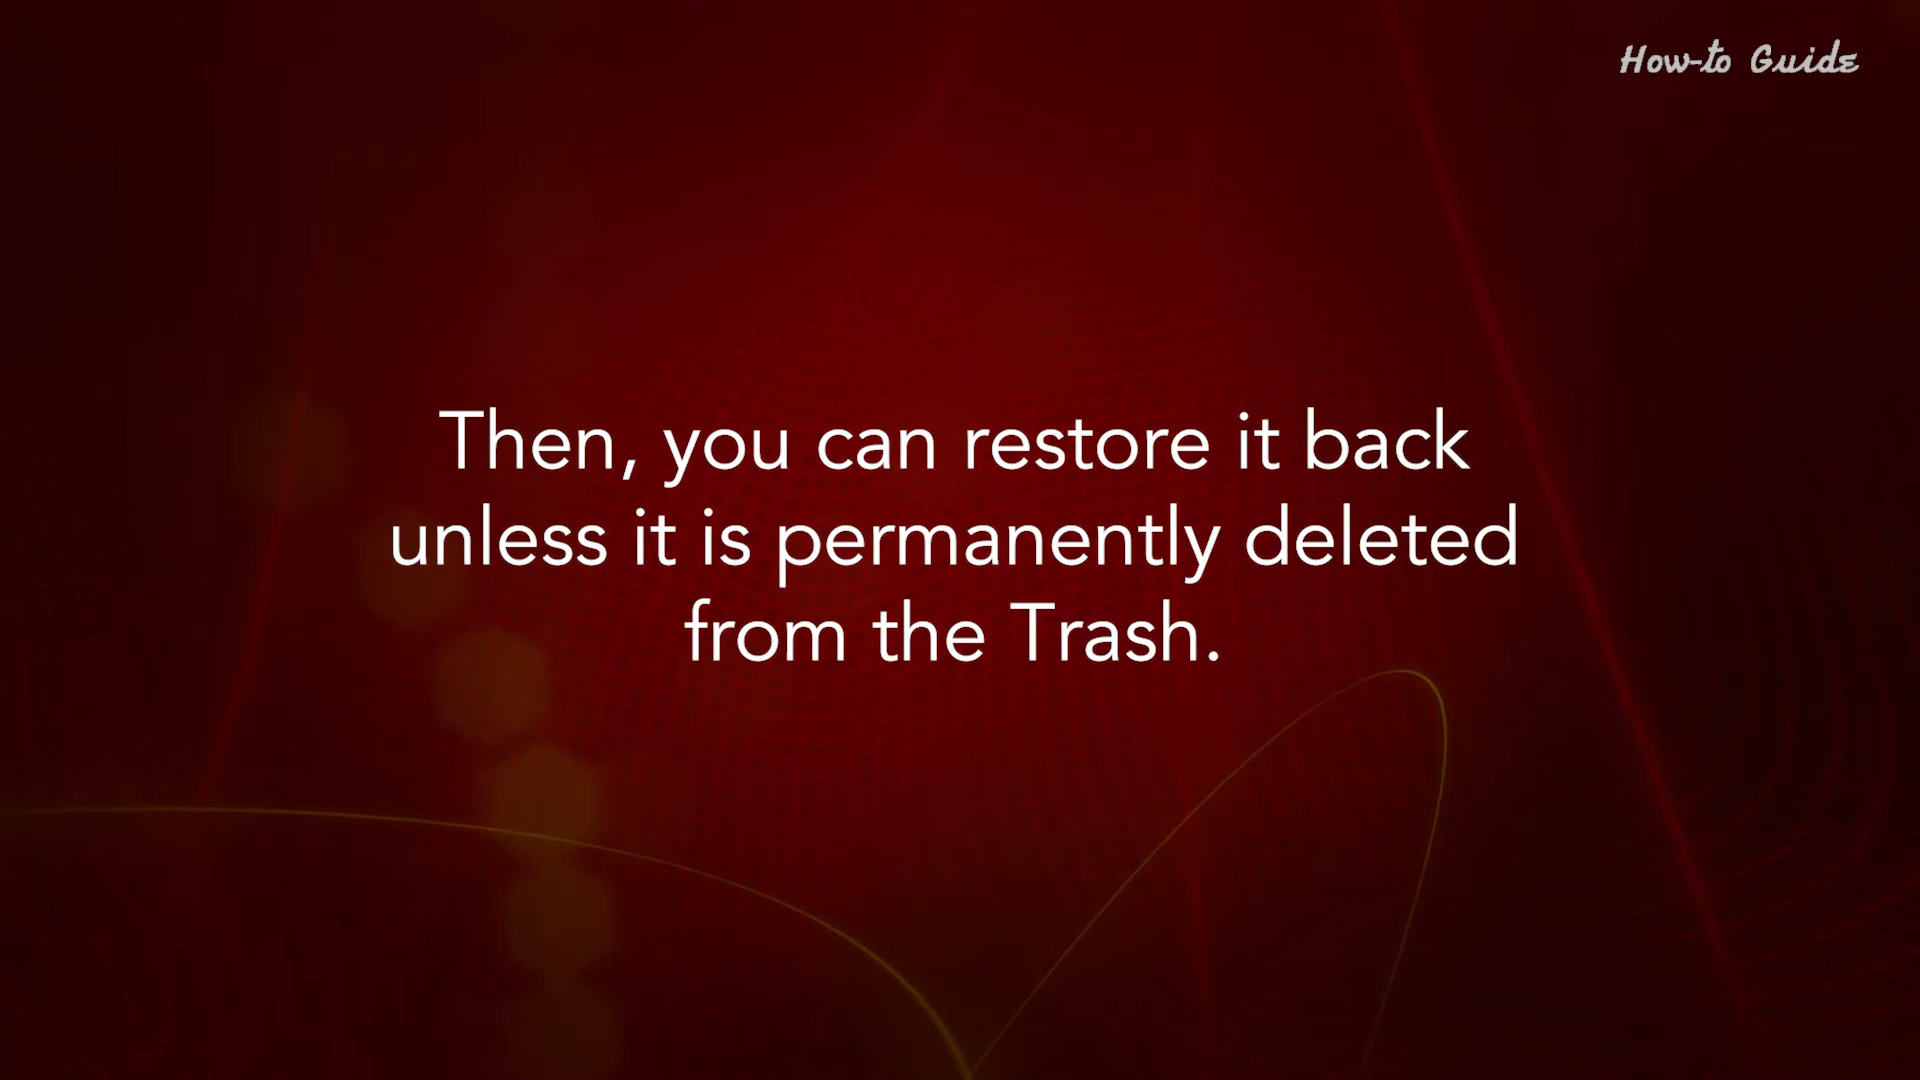 How-to Guide
Then, you can restore it back
unless it is permanently deleted
from the Trash.